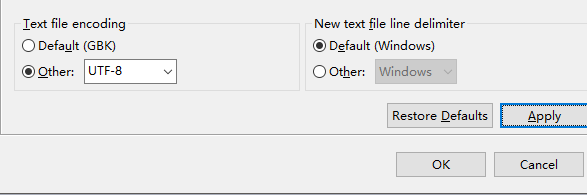 Text file encoding
New text file line delimiter
Default (GBK)
Default (Windows)
Other: UTF-8
Other: Windows
Restore Defaults
Apply
OK
Cancel